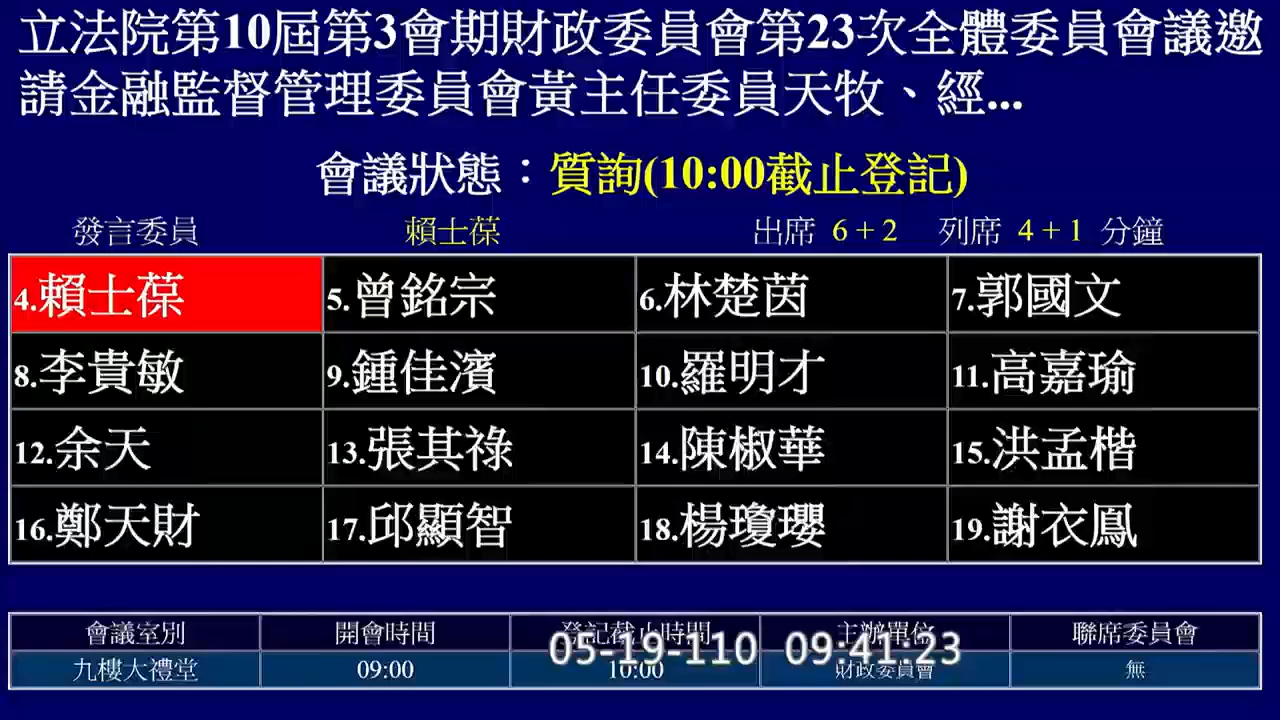 立法院第10屆第3會期財政委員會第23次全體委員會議邀
請金融監督管理委員會黃主任委員天牧、經...
會議狀態：質詢(10:00截止登記)
發言委員 賴士葆 出席 6 + 2 列席 4 + 1 分鐘
4.賴士葆 5.曾銘宗 6.林楚茵 7.郭國文
8.李貴敏 9.鍾佳濱 10.羅明才 11.高嘉瑜
12.余天 13.張其祿 14.陳椒華 15.洪孟楷
16.鄭天財 17.邱顯智 18.楊瓊瓔 19.謝衣鳳
會議室別 開會時間 登記截止時間 主辦單位 聯席委員會
05-19-110 09:41:23
九樓大禮堂 09:00 10:00 財政委員會 無